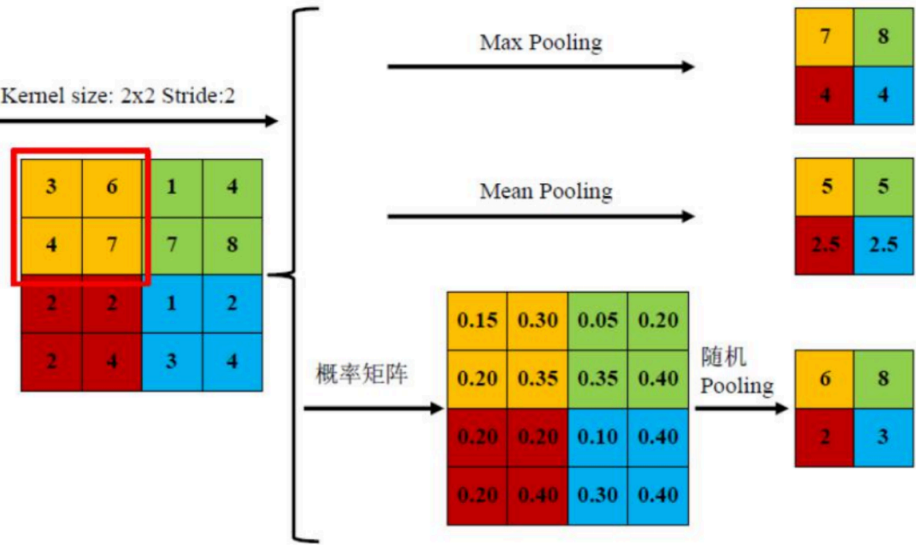 Kernel size: 2x2 Stride:2
3 6 1 4
4 7 7 8
2 2 1 2
2 4 3 4
Max Pooling
7 8
4 4
Mean Pooling
5 5
2.5 2.5
概率矩阵
0.15 0.30 0.05 0.20
0.20 0.35 0.35 0.40
0.20 0.20 0.10 0.40
0.20 0.40 0.30 0.40
随机
Pooling
6 8
2 3